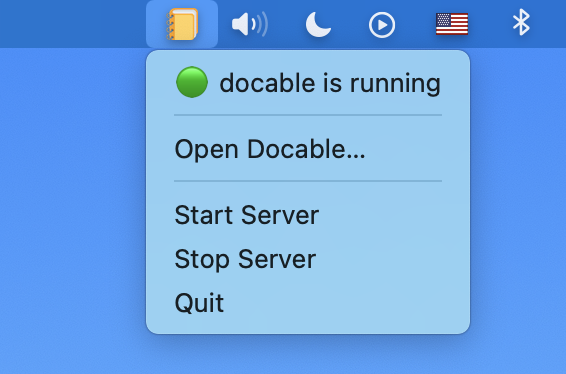 docable is running
Open Docable...
Start Server
Stop Server
Quit